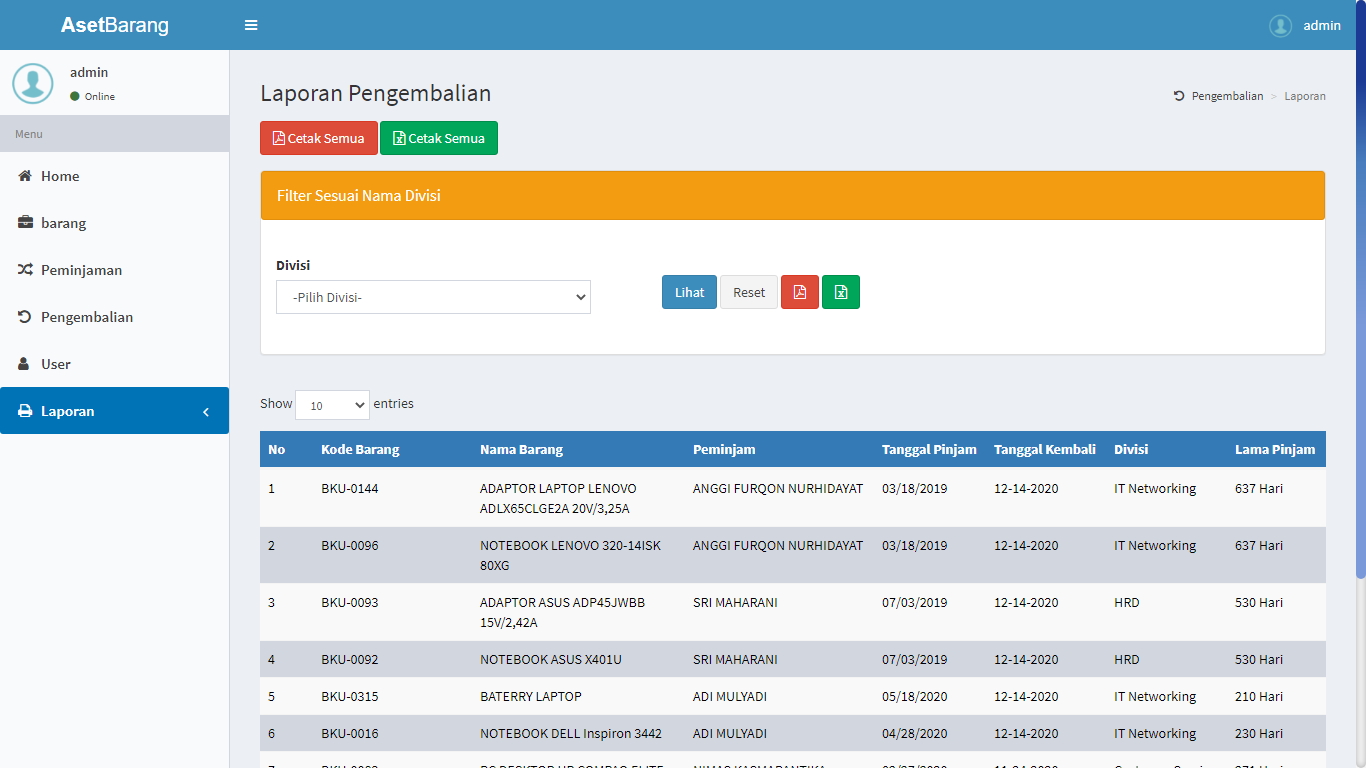 AsetBarang
admin
admin
Online
Menu
Home
barang
Peminjaman
Pengembalian
User
Laporan
Laporan Pengembalian
Pengembalian > Laporan
Cetak Semua Cetak Semua
Filter Sesuai Nama Divisi
Divisi
-Pilih Divisi- Lihat Reset
Show 10 entries
No Kode Barang Nama Barang Peminjam Tanggal Pinjam Tanggal Kembali Divisi Lama Pinjam
1 BKU-0144 ADAPTOR LAPTOP LENOVO ANGGI FURQON NURHIDAYAT 03/18/2019 12-14-2020 IT Networking 637 Hari
ADLX65CLGE2A 20V/3,25A
2 BKU-0096 NOTEBOOK LENOVO 320-14ISK ANGGI FURQON NURHIDAYAT 03/18/2019 12-14-2020 IT Networking 637 Hari
80XG
3 BKU-0093 ADAPTOR ASUS ADP45JWBB SRI MAHARANI 07/03/2019 12-14-2020 HRD 530 Hari
15V/2,42A
4 BKU-0092 NOTEBOOK ASUS X401U SRI MAHARANI 07/03/2019 12-14-2020 HRD 530 Hari
5 BKU-0315 BATERRY LAPTOP ADI MULYADI 05/18/2020 12-14-2020 IT Networking 210 Hari
6 BKU-0016 NOTEBOOK DELL Inspiron 3442 ADI MULYADI 04/28/2020 12-14-2020 IT Networking 230 Hari